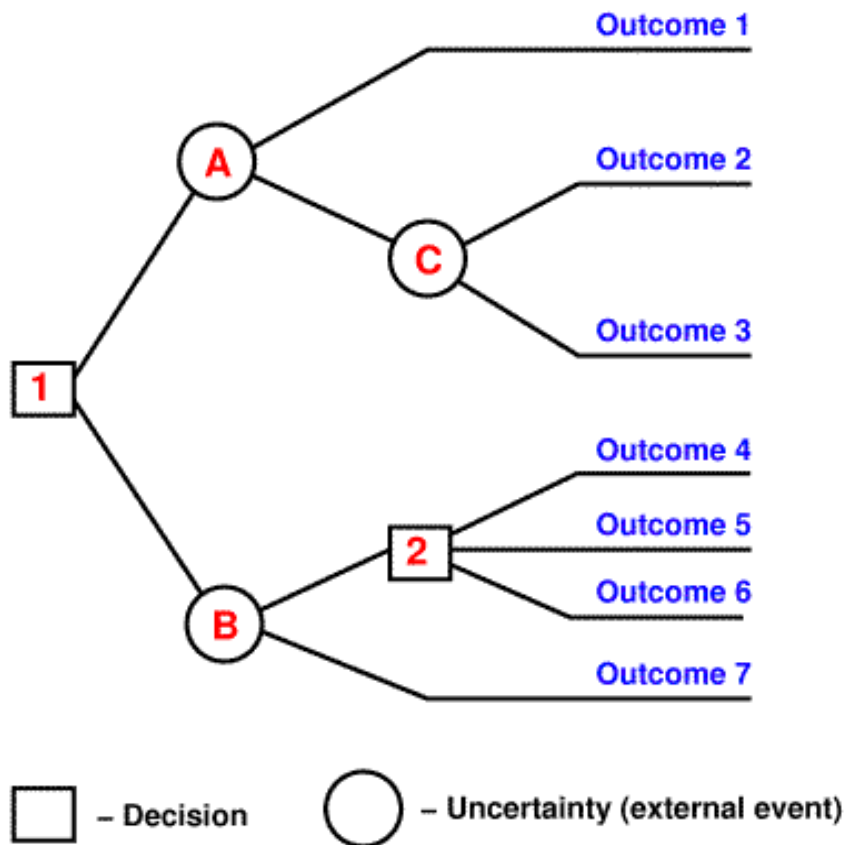 Outcome 1
A
Outcome 2
C
Outcome 3
1
Outcome 4
2
Outcome 5
Outcome 6
B
Outcome 7
– Decision
– Uncertainty (external event)